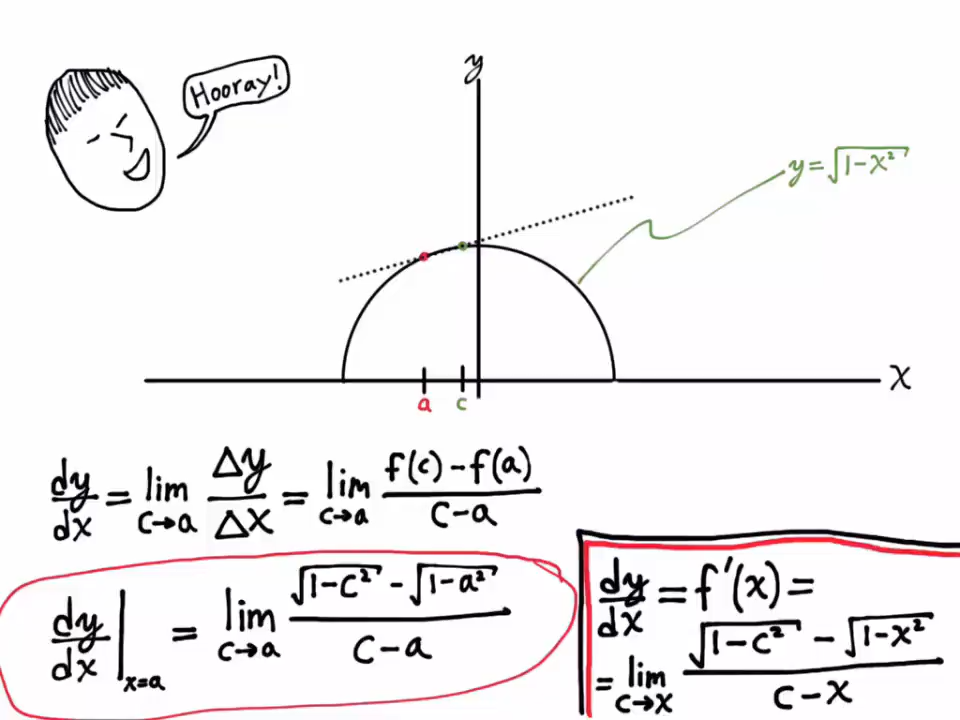 Hooray!
y
y = √(1-x²)
x
a c
dy/dx = lim c→a Δy/Δx = lim c→a (f(c) - f(a))/(c-a)
dy/dx |x=a = lim c→a (√(1-c²) - √(1-a²))/(c-a)
dy/dx = f'(x) =
= lim c→x (√(1-c²) - √(1-x²))/(c-x)